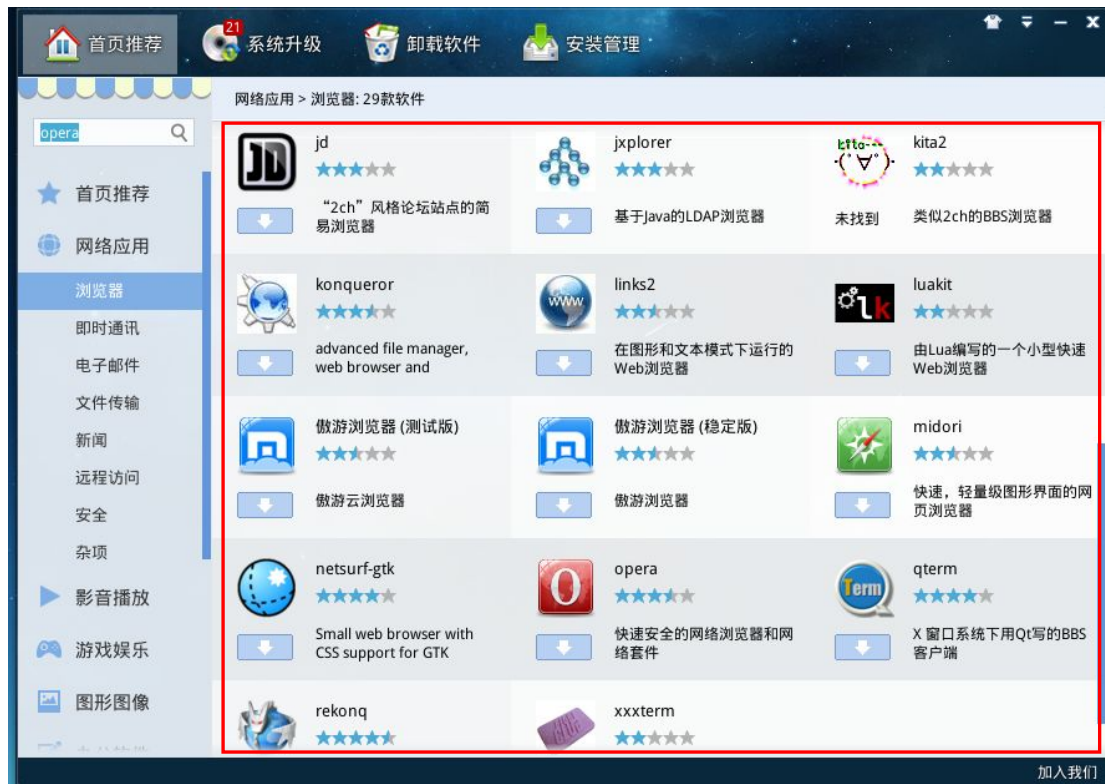 首页推荐
21
系统升级
卸载软件
安装管理
网络应用 > 浏览器: 29款软件
opera
首页推荐
网络应用
浏览器
即时通讯
电子邮件
文件传输
新闻
远程访问
安全
杂项
影音播放
游戏娱乐
图形图像
JD
jd
“2ch”风格论坛站点的简
易浏览器
jxplorer
基于Java的LDAP浏览器
kita2
未找到
类似2ch的BBS浏览器
konqueror
advanced file manager,
web browser and
www
links2
在图形和文本模式下运行的
Web浏览器
lk
luakit
由Lua编写的一个小型快速
Web浏览器
傲游浏览器 (测试版)
傲游云浏览器
傲游浏览器 (稳定版)
傲游浏览器
midori
快速，轻量级图形界面的网
页浏览器
netsurf-gtk
Small web browser with
CSS support for GTK
opera
快速安全的网络浏览器和网
络套件
Term
qterm
X 窗口系统下用Qt写的BBS
客户端
rekonq
xxxterm
加入我们